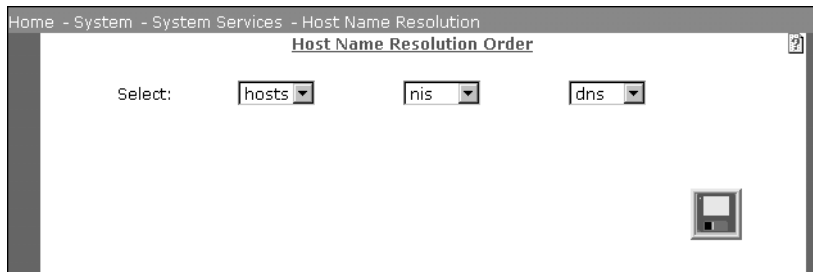 Home - System - System Services - Host Name Resolution
Host Name Resolution Order
Select: hosts nis dns